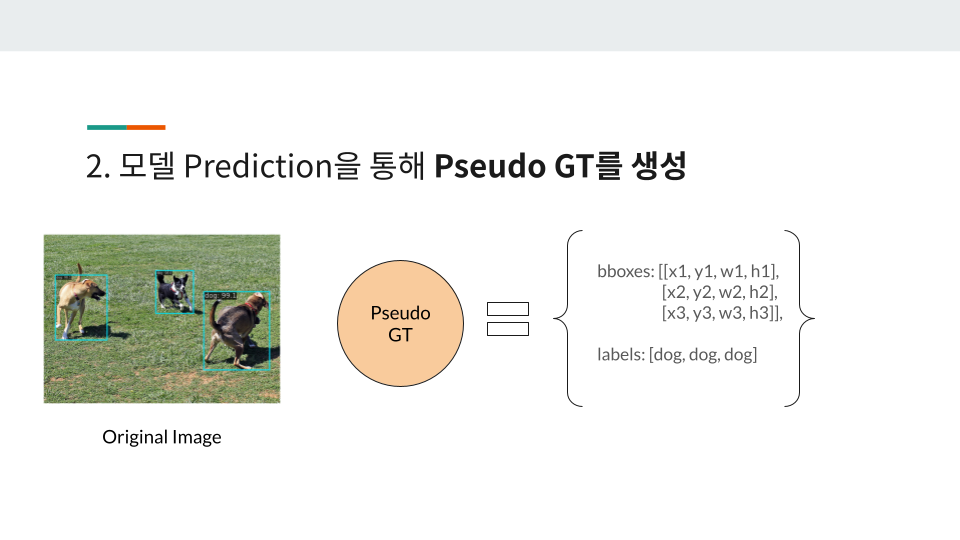 2. 모델 Prediction을 통해 Pseudo GT를 생성
dog, 99.1
Pseudo
GT
bboxes: [[x1, y1, w1, h1],
[x2, y2, w2, h2],
[x3, y3, w3, h3]],
labels: [dog, dog, dog]
Original Image